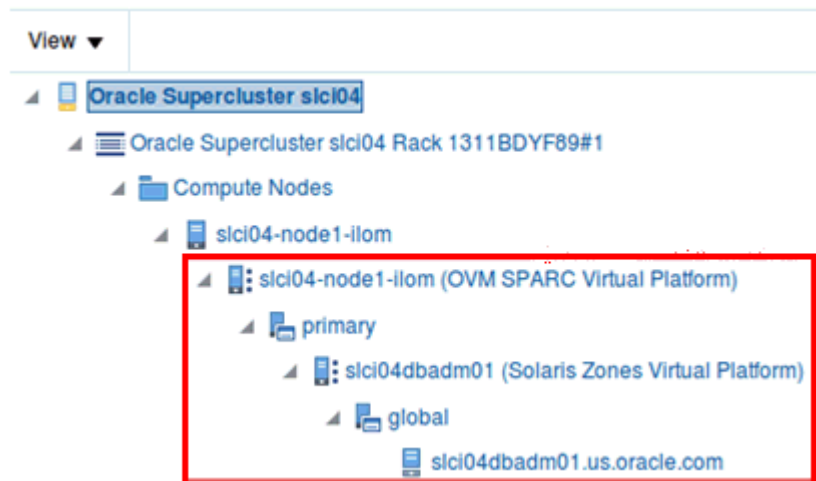 View
Oracle Supercluster slci04
Oracle Supercluster slci04 Rack 1311BDYF89#1
Compute Nodes
slci04-node1-ilom
slci04-node1-ilom (OVM SPARC Virtual Platform)
primary
slci04dbadm01 (Solaris Zones Virtual Platform)
global
slci04dbadm01.us.oracle.com